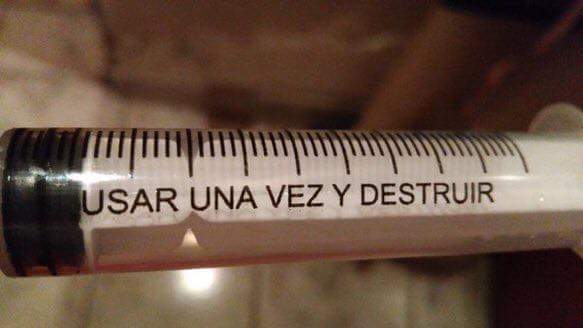 USAR UNA VEZ Y DESTRUIR